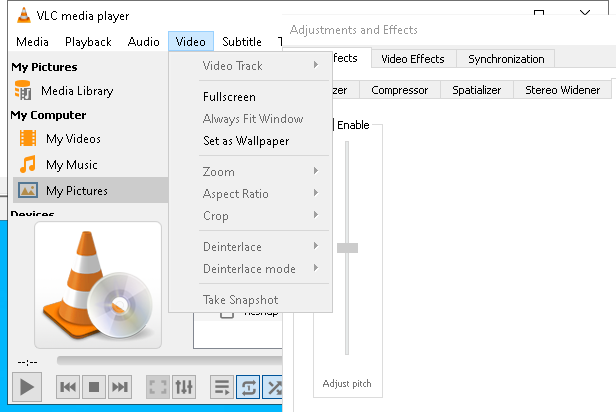 VLC media player
Media Playback Audio Video Subtitle
Adjustments and Effects
Video Effects Synchronization
Compressor Spatializer Stereo Widener
Enable
Adjust pitch
My Pictures
Media Library
My Computer
My Videos
My Music
My Pictures
Devices
Video Track
Fullscreen
Always Fit Window
Set as Wallpaper
Zoom
Aspect Ratio
Crop
Deinterlace
Deinterlace mode
Take Snapshot
--:--